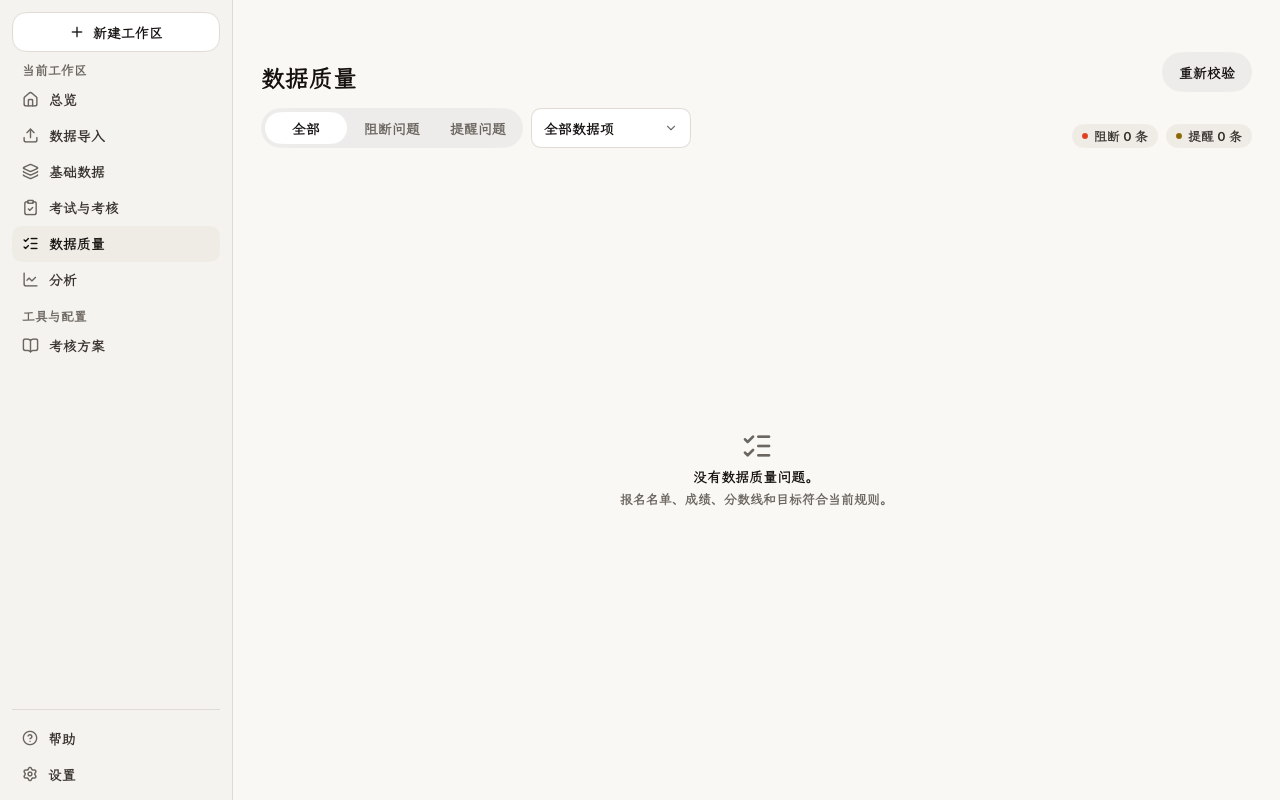 新建工作区
当前工作区
总览
数据导入
基础数据
考试与考核
数据质量
分析
工具与配置
考核方案
帮助
设置
数据质量
重新校验
全部
阻断问题
提醒问题
全部数据项
阻断 0 条
提醒 0 条
没有数据质量问题。
报名名单、成绩、分数线和目标符合当前规则。